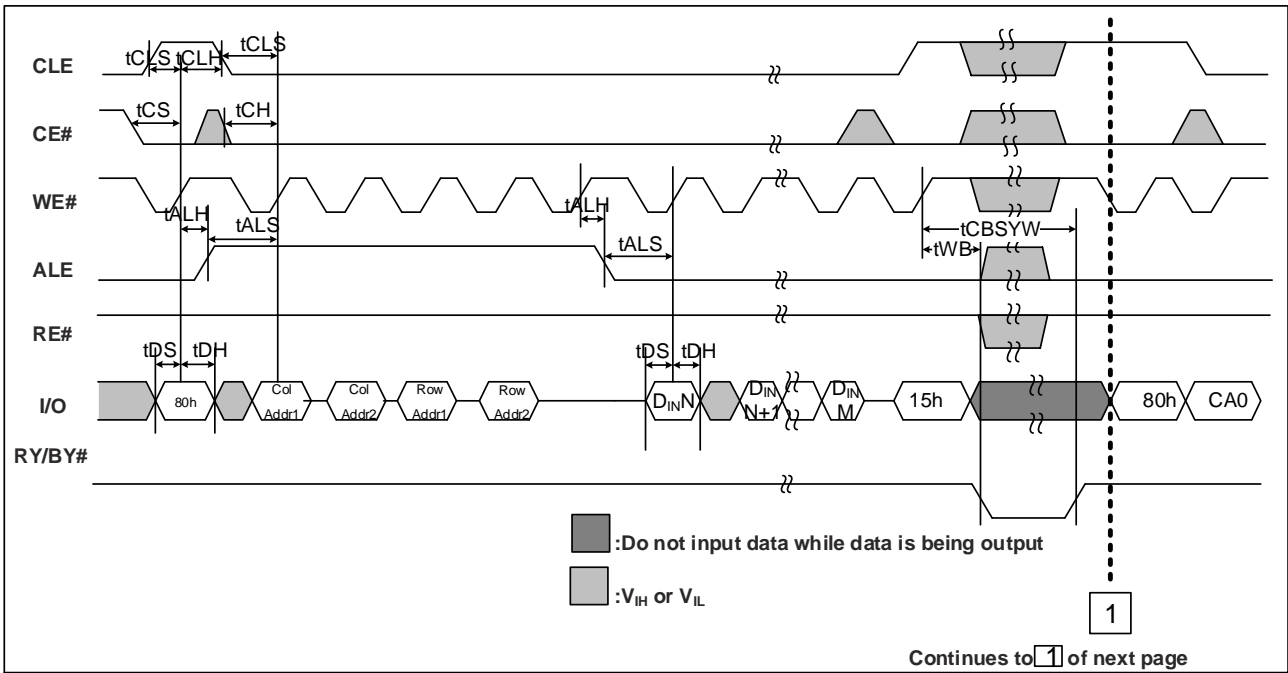 tCLS
tCLS tCLH
CLE
tCS
tCH
CE#
WE#
tALH
tALH
tCBSYW
tALS
tALS
tWB
ALE
RE#
tDS tDH
tDS tDH
I/O
80h
Col Addr1
Col Addr2
Row Addr1
Row Addr2
DINN
DIN N+1
DIN M
15h
80h
CA0
RY/BY#
:Do not input data while data is being output
:VIH or VIL
1
Continues to 1 of next page